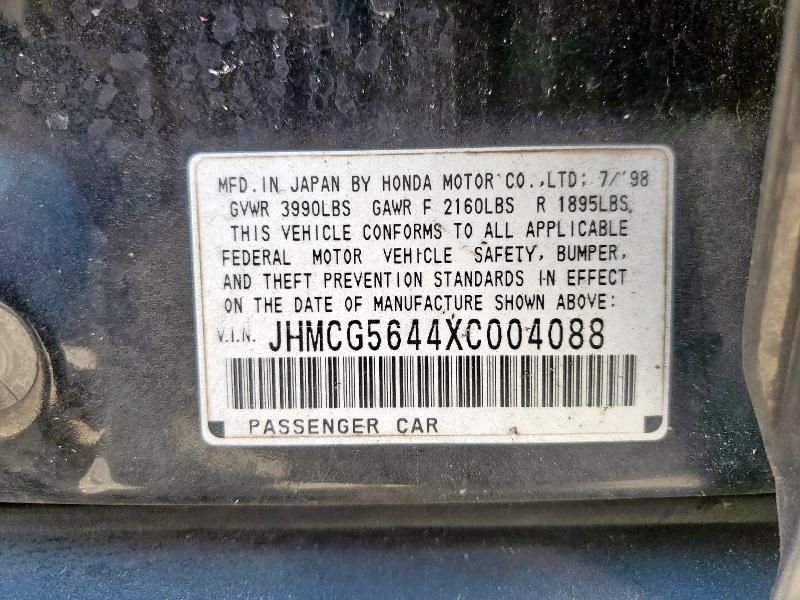 MFD. IN JAPAN BY HONDA MOTOR CO.,LTD; 7/'98
GVWR 3990LBS GAWR F 2160LBS R 1895LBS
THIS VEHICLE CONFORMS TO ALL APPLICABLE
FEDERAL MOTOR VEHICLE SAFETY, BUMPER,
AND THEFT PREVENTION STANDARDS IN EFFECT
ON THE DATE OF MANUFACTURE SHOWN ABOVE:
V.I.N. JHMCG5644XC004088
PASSENGER CAR